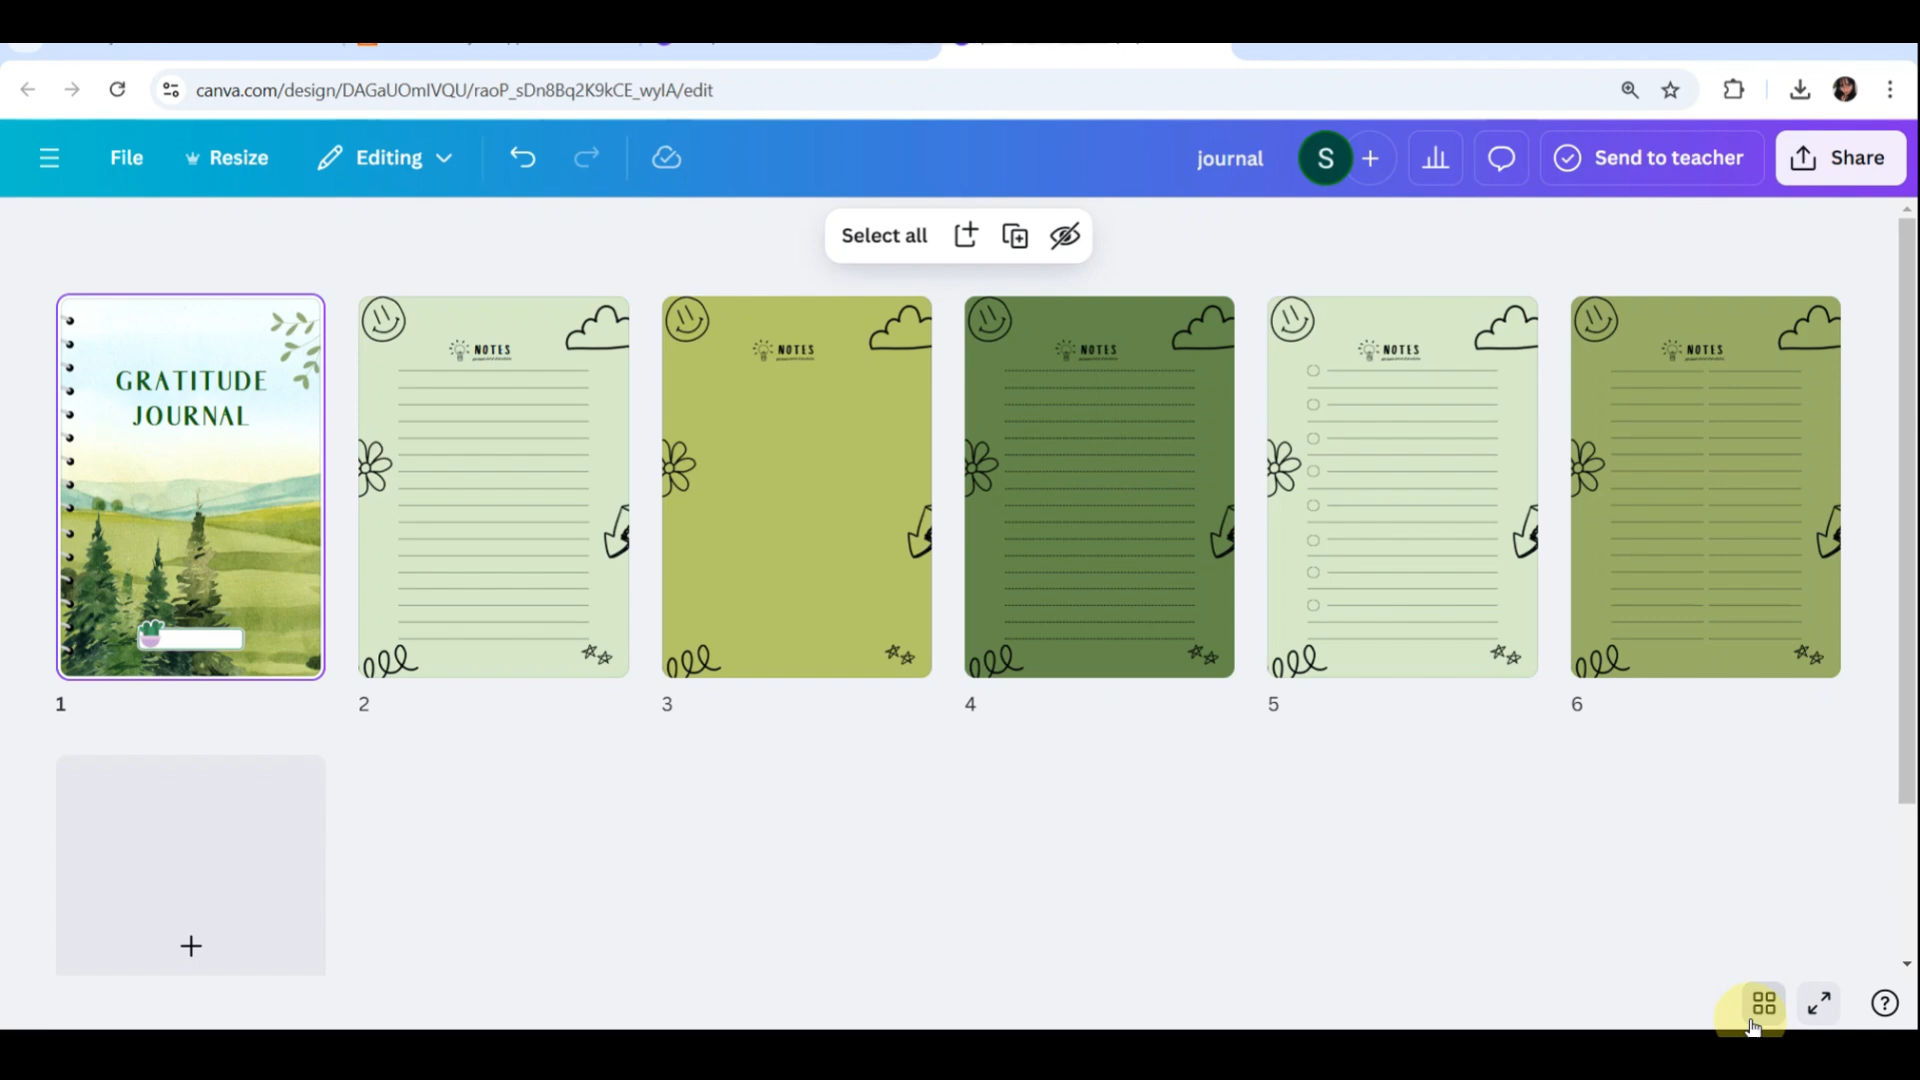 canva.com/design/DAGaUOmIVQU/raoP_sDn8Bq2K9kCE_wyIA/edit
File Resize Editing journal S Send to teacher Share
Select all
GRATITUDE
JOURNAL
NOTES
NOTES
NOTES
NOTES
NOTES
1 2 3 4 5 6